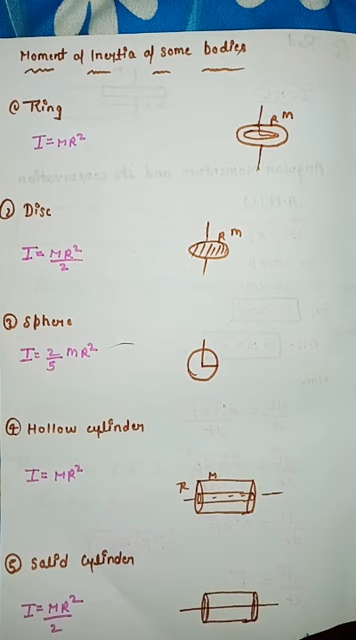 Moment of Inertia of some bodies
① Ring
I = MR²
R M
② Disc
I = MR²/2
R M
③ Sphere
I = 2/5 MR²
④ Hollow cylinder
I = MR²
R M
⑤ Salid cylinder
I = MR²/2